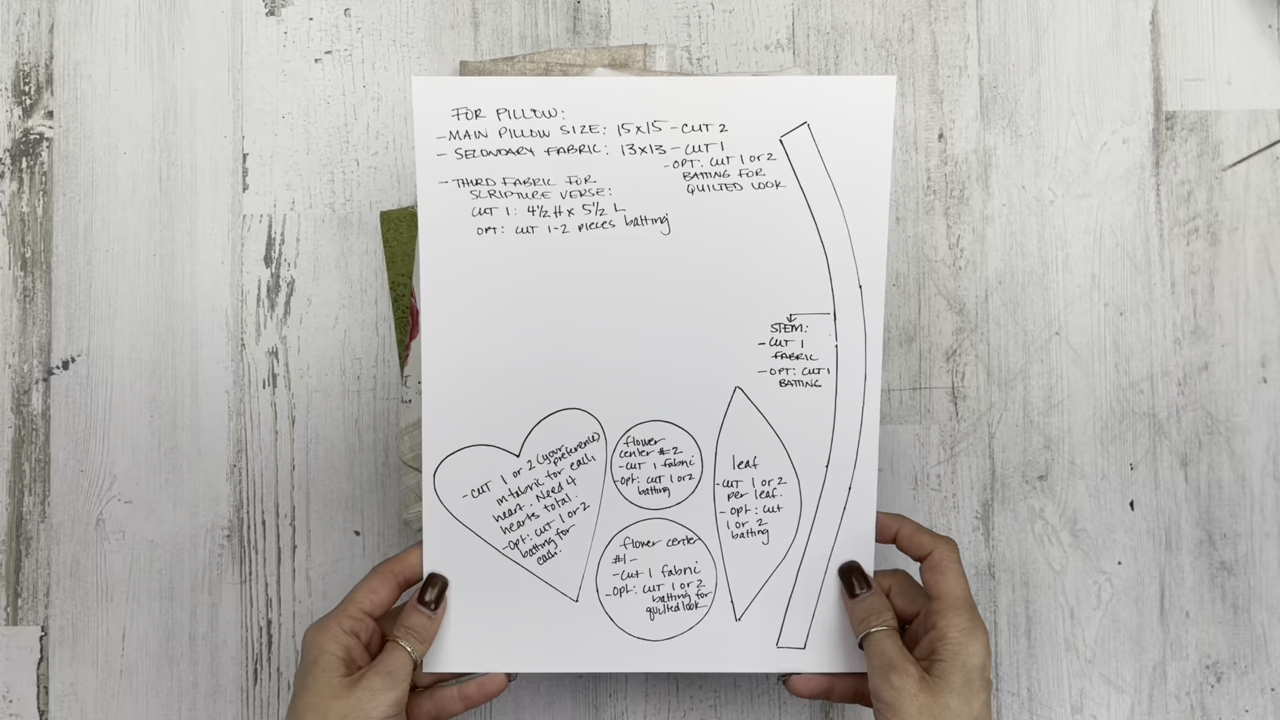 FOR PILLOW:
- MAIN PILLOW SIZE: 15X15 - CUT 2
- SECONDARY FABRIC: 13X13 - CUT 1
- OPT: CUT 1 OR 2
BATTING FOR
QUILTED LOOK
- THIRD FABRIC FOR
SCRIPTURE VERSE:
CUT 1: 4½ H X 5½ L
OPT: CUT 1-2 PIECES batting
STEM:
- CUT 1
FABRIC
- OPT: CUT 1
BATTING
- CUT 1 OR 2 (your
preference)
in fabric for each
heart. Need 4
hearts total.
- Opt: cut 1 or 2
batting for
each.
flower
center #2
- CUT 1 fabric
- Opt: CUT 1 or 2
batting
flower center
#1 -
- Cut 1 fabric
- Opt: CUT 1 OR 2
batting for
quilted look
leaf
- CUT 1 OR 2
per leaf.
- opt: cut
1 or 2
batting